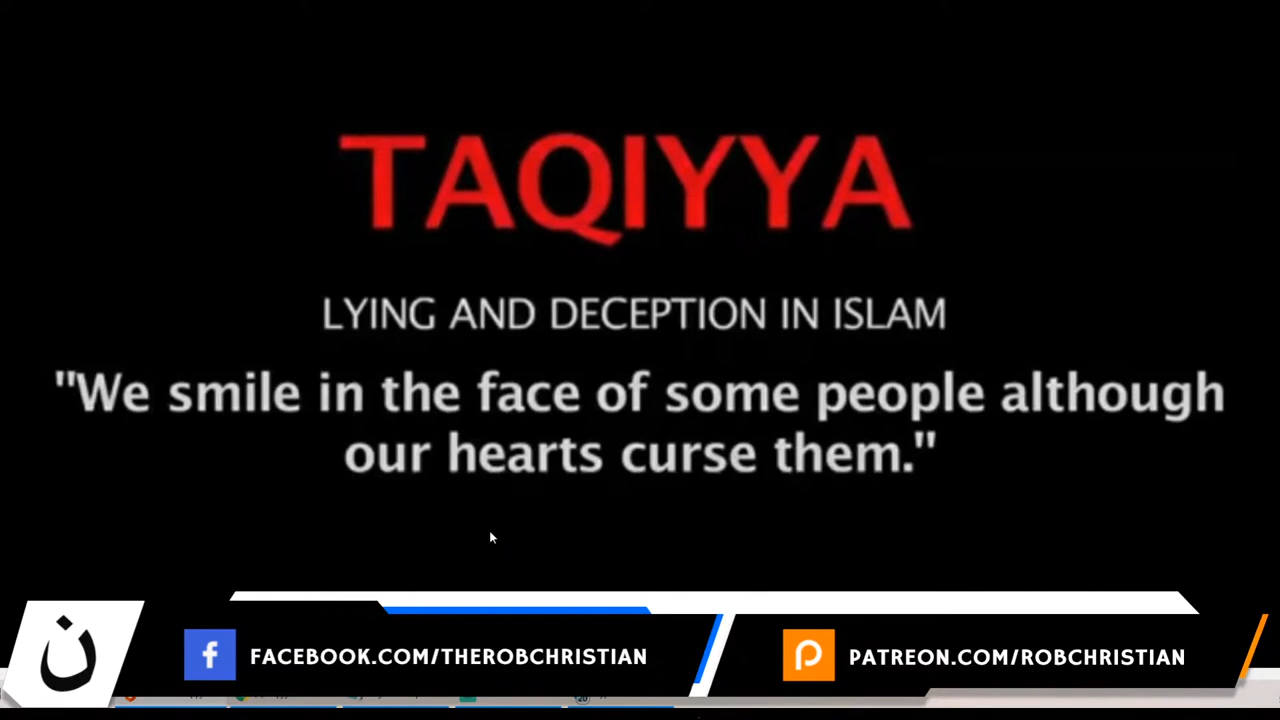 TAQIYYA
LYING AND DECEPTION IN ISLAM
"We smile in the face of some people although
our hearts curse them."
ن
f FACEBOOK.COM/THEROBCHRISTIAN
PATREON.COM/ROBCHRISTIAN